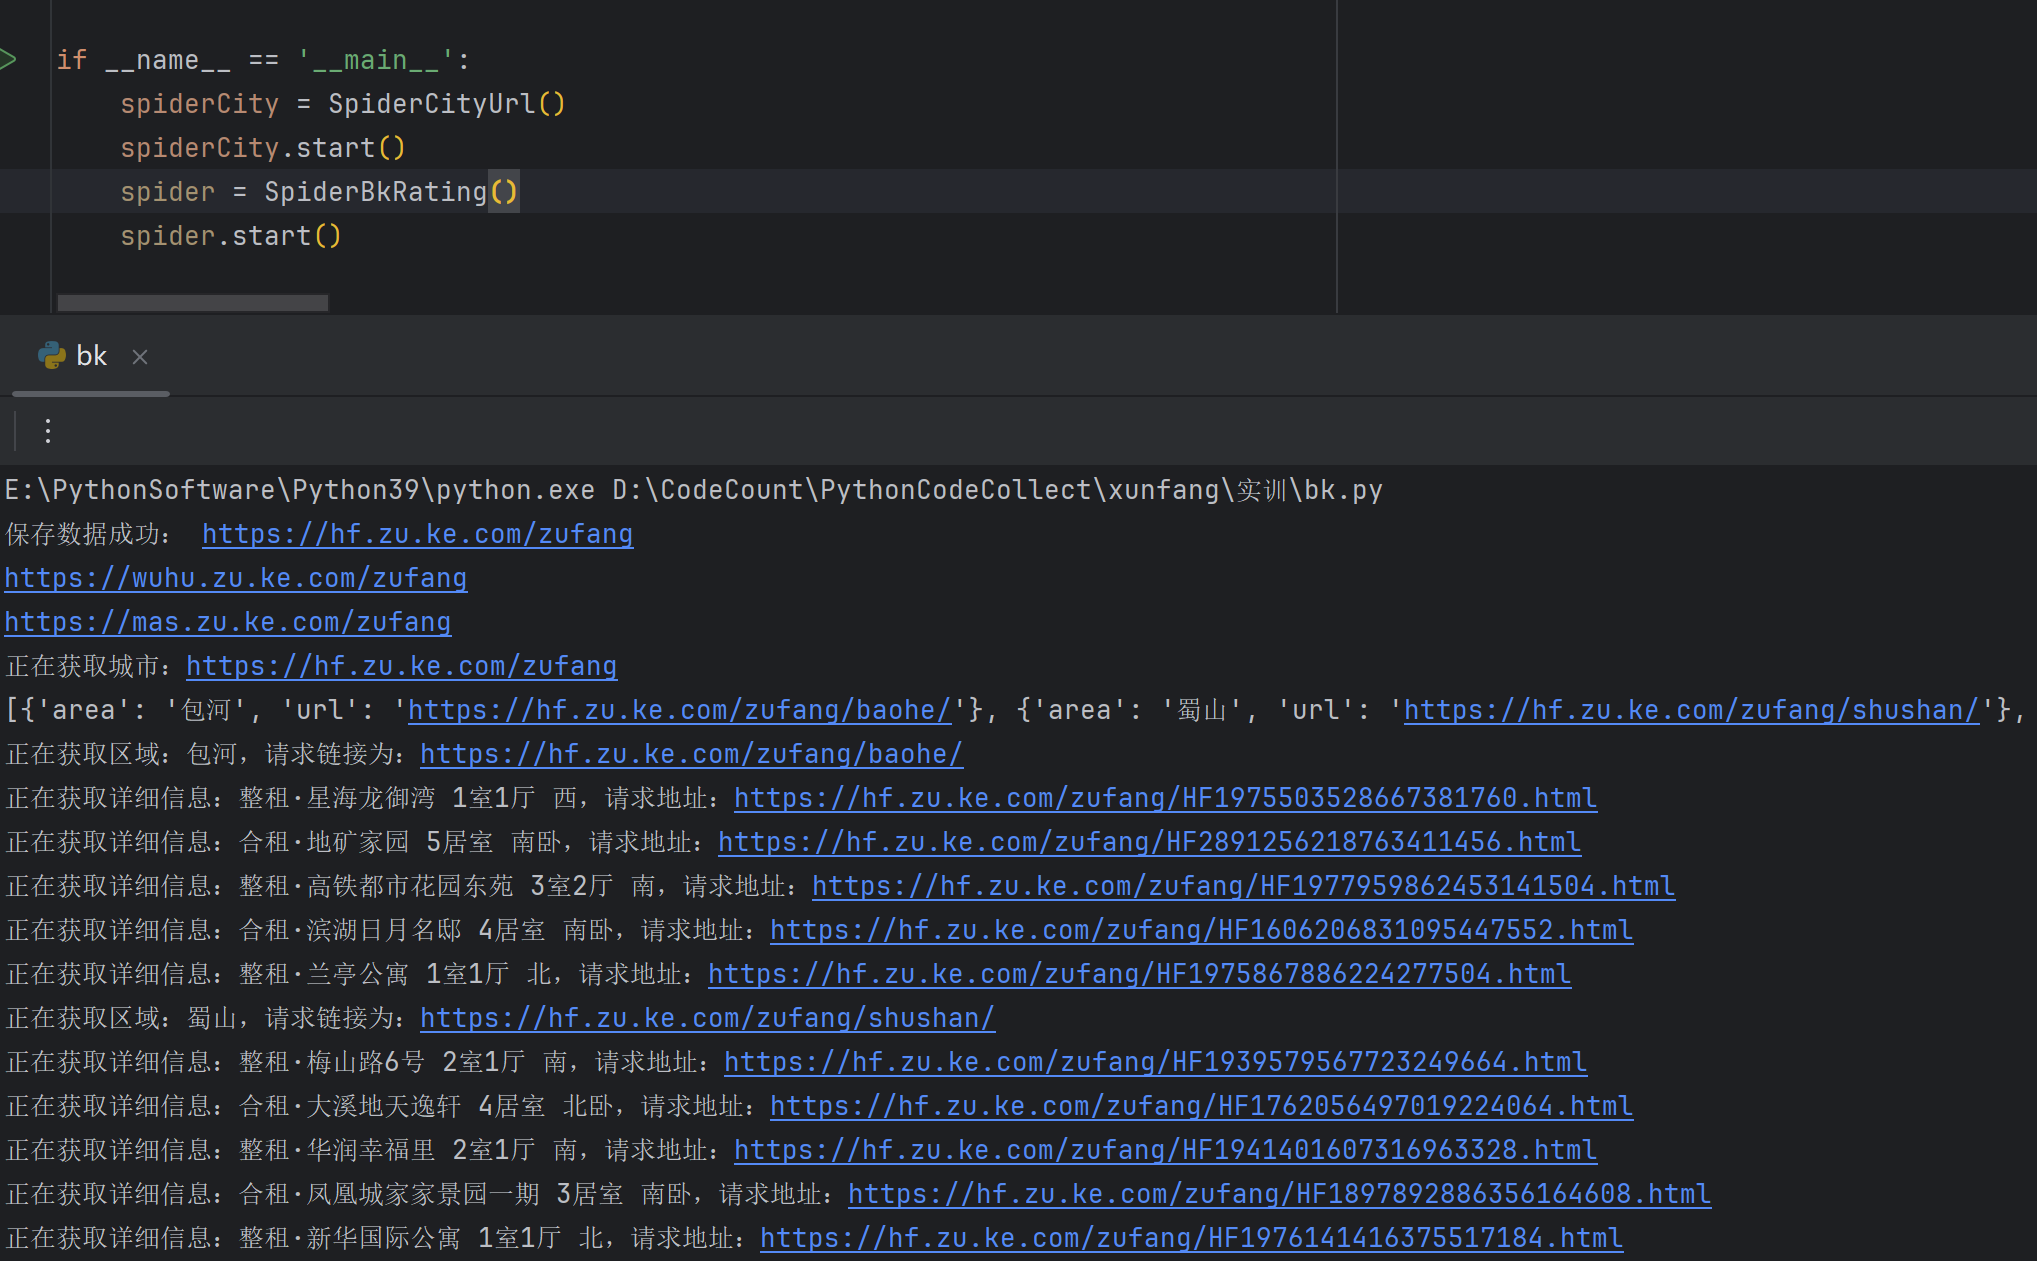 if __name__ == '__main__':
    spiderCity = SpiderCityUrl()
    spiderCity.start()
    spider = SpiderBkRating()
    spider.start()
bk
E:\PythonSoftware\Python39\python.exe D:\CodeCount\PythonCodeCollect\xunfang\实训\bk.py
保存数据成功： https://hf.zu.ke.com/zufang
https://wuhu.zu.ke.com/zufang
https://mas.zu.ke.com/zufang
正在获取城市：https://hf.zu.ke.com/zufang
[{'area': '包河', 'url': 'https://hf.zu.ke.com/zufang/baohe/'}, {'area': '蜀山', 'url': 'https://hf.zu.ke.com/zufang/shushan/'},
正在获取区域：包河，请求链接为：https://hf.zu.ke.com/zufang/baohe/
正在获取详细信息：整租·星海龙御湾 1室1厅 西，请求地址：https://hf.zu.ke.com/zufang/HF1975503528667381760.html
正在获取详细信息：合租·地矿家园 5居室 南卧，请求地址：https://hf.zu.ke.com/zufang/HF2891256218763411456.html
正在获取详细信息：整租·高铁都市花园东苑 3室2厅 南，请求地址：https://hf.zu.ke.com/zufang/HF1977959862453141504.html
正在获取详细信息：合租·滨湖日月名邸 4居室 南卧，请求地址：https://hf.zu.ke.com/zufang/HF1606206831095447552.html
正在获取详细信息：整租·兰亭公寓 1室1厅 北，请求地址：https://hf.zu.ke.com/zufang/HF1975867886224277504.html
正在获取区域：蜀山，请求链接为：https://hf.zu.ke.com/zufang/shushan/
正在获取详细信息：整租·梅山路6号 2室1厅 南，请求地址：https://hf.zu.ke.com/zufang/HF1939579567723249664.html
正在获取详细信息：合租·大溪地天逸轩 4居室 北卧，请求地址：https://hf.zu.ke.com/zufang/HF1762056497019224064.html
正在获取详细信息：整租·华润幸福里 2室1厅 南，请求地址：https://hf.zu.ke.com/zufang/HF1941401607316963328.html
正在获取详细信息：合租·凤凰城家家景园一期 3居室 南卧，请求地址：https://hf.zu.ke.com/zufang/HF1897892886356164608.html
正在获取详细信息：整租·新华国际公寓 1室1厅 北，请求地址：https://hf.zu.ke.com/zufang/HF1976141416375517184.html